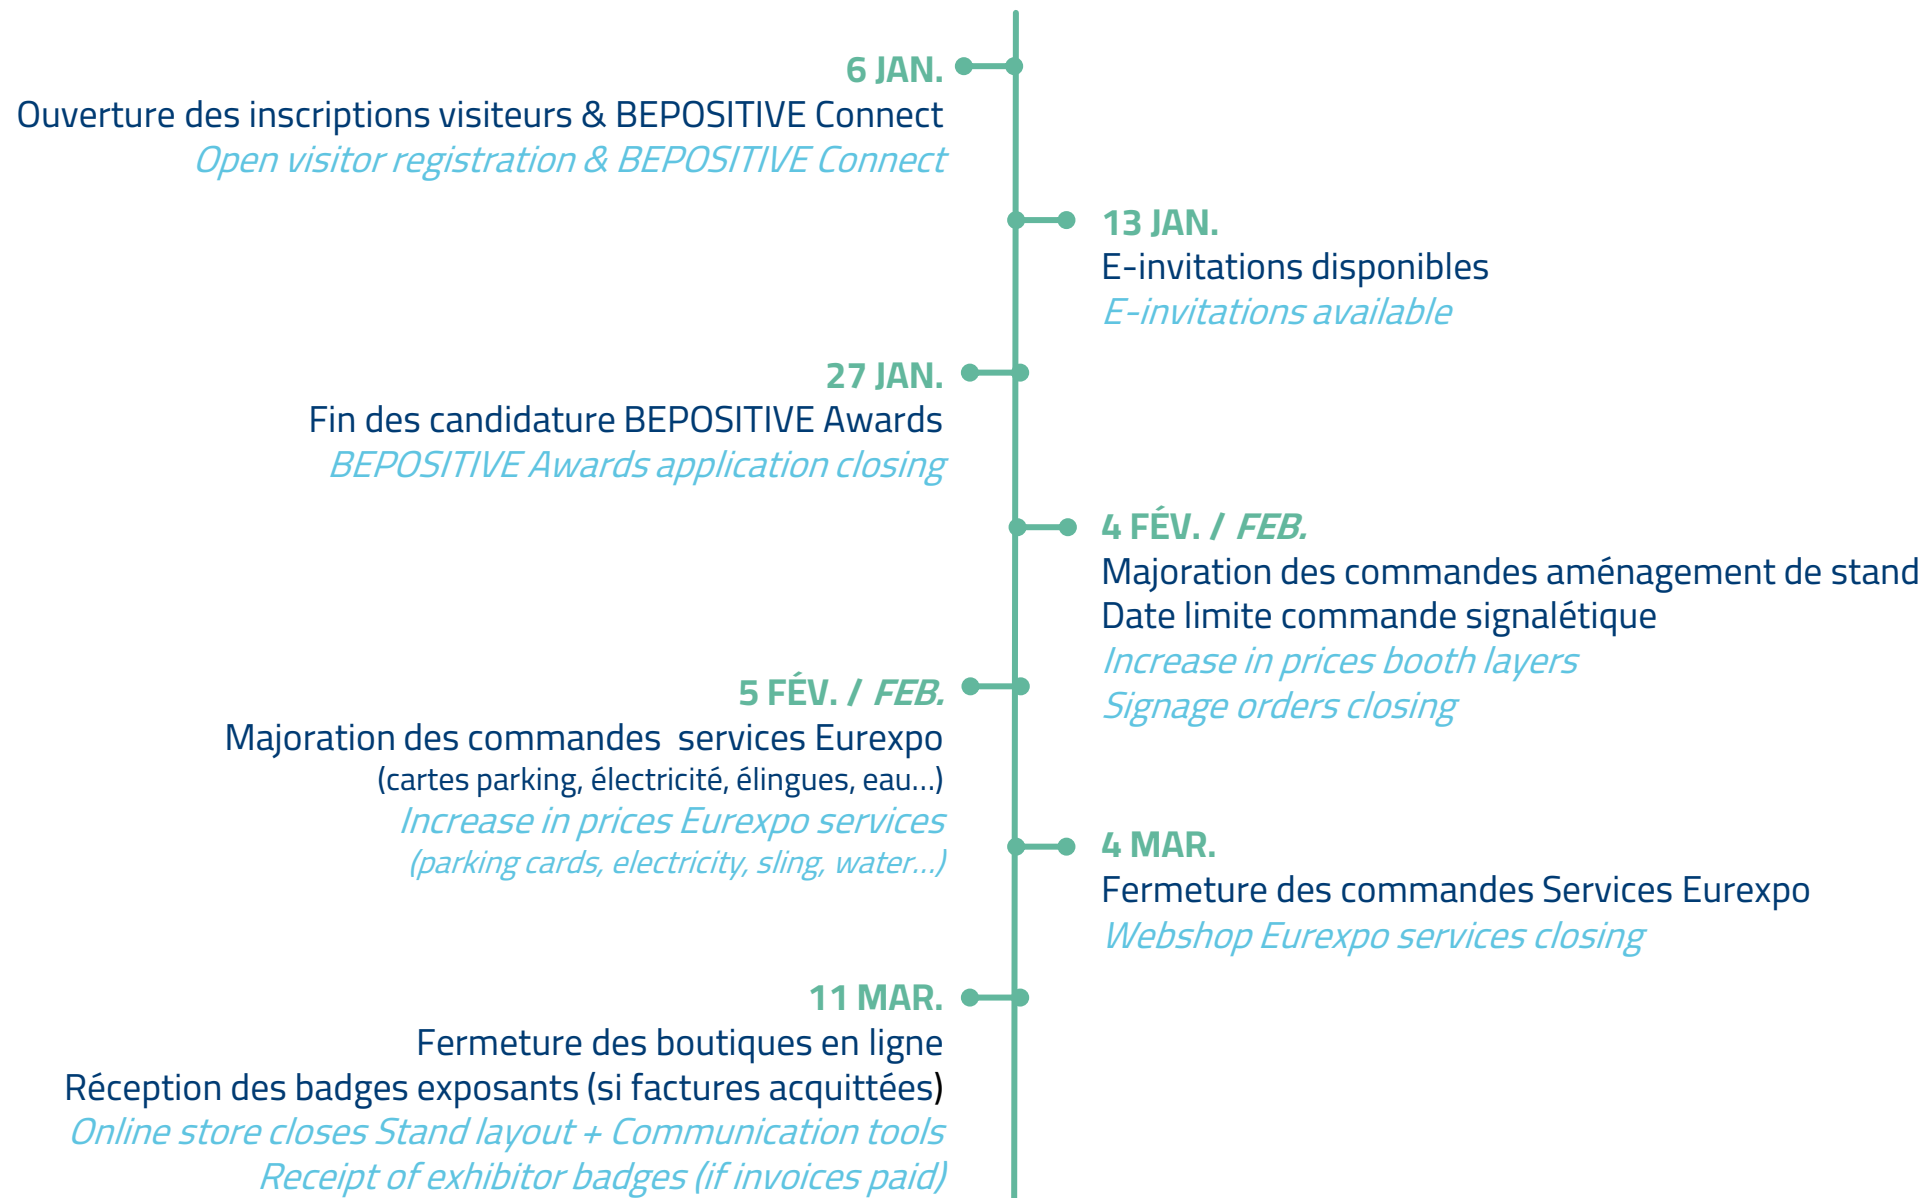 6 JAN.
Ouverture des inscriptions visiteurs & BEPOSITIVE Connect
Open visitor registration & BEPOSITIVE Connect
13 JAN.
E-invitations disponibles
E-invitations available
27 JAN.
Fin des candidature BEPOSITIVE Awards
BEPOSITIVE Awards application closing
4 FÉV. / FEB.
Majoration des commandes aménagement de stand
Date limite commande signalétique
Increase in prices booth layers
Signage orders closing
5 FÉV. / FEB.
Majoration des commandes services Eurexpo
(cartes parking, électricité, élingues, eau...)
Increase in prices Eurexpo services
(parking cards, electricity, sling, water...)
4 MAR.
Fermeture des commandes Services Eurexpo
Webshop Eurexpo services closing
11 MAR.
Fermeture des boutiques en ligne
Réception des badges exposants (si factures acquittées)
Online store closes Stand layout + Communication tools
Receipt of exhibitor badges (if invoices paid)